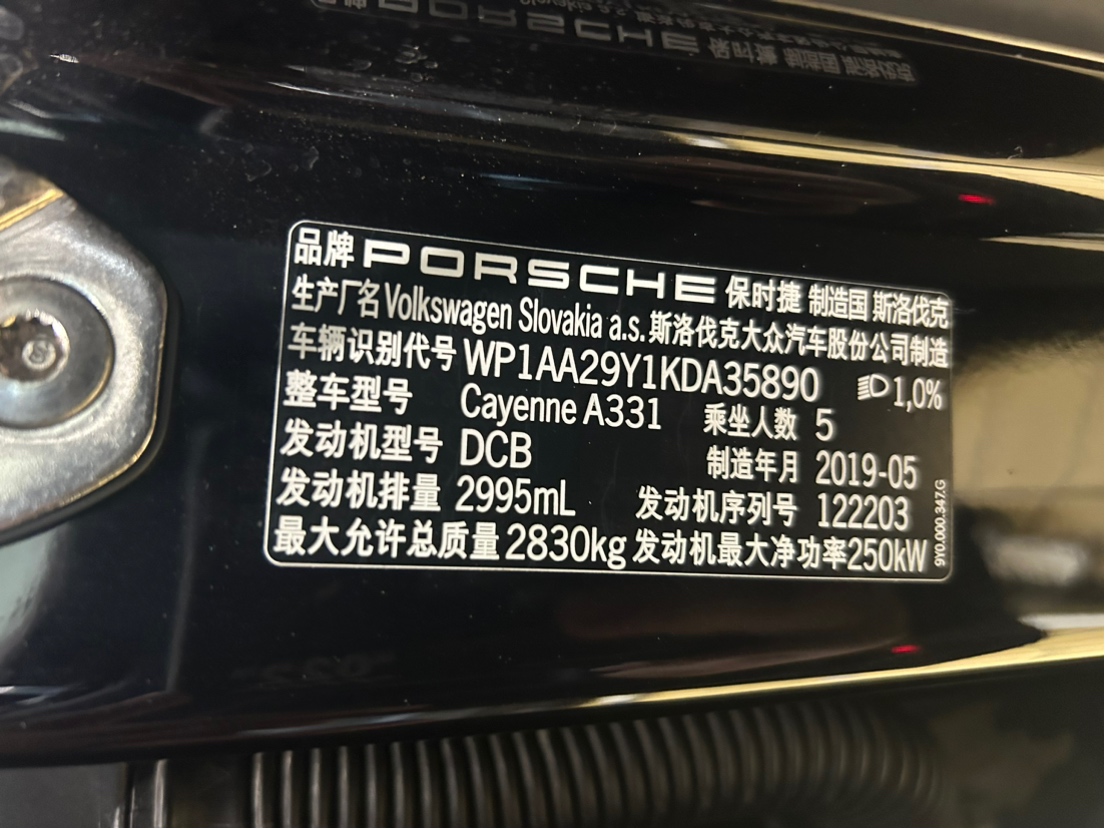 品牌 PORSCHE 保时捷 制造国 斯洛伐克
生产厂名 Volkswagen Slovakia a.s. 斯洛伐克大众汽车股份公司制造
车辆识别代号 WP1AA29Y1KDA35890 1,0%
整车型号 Cayenne A331 乘坐人数 5
发动机型号 DCB 制造年月 2019-05
发动机排量 2995mL 发动机序列号 122203
最大允许总质量 2830kg 发动机最大净功率 250kW
9Y0.000.347.G